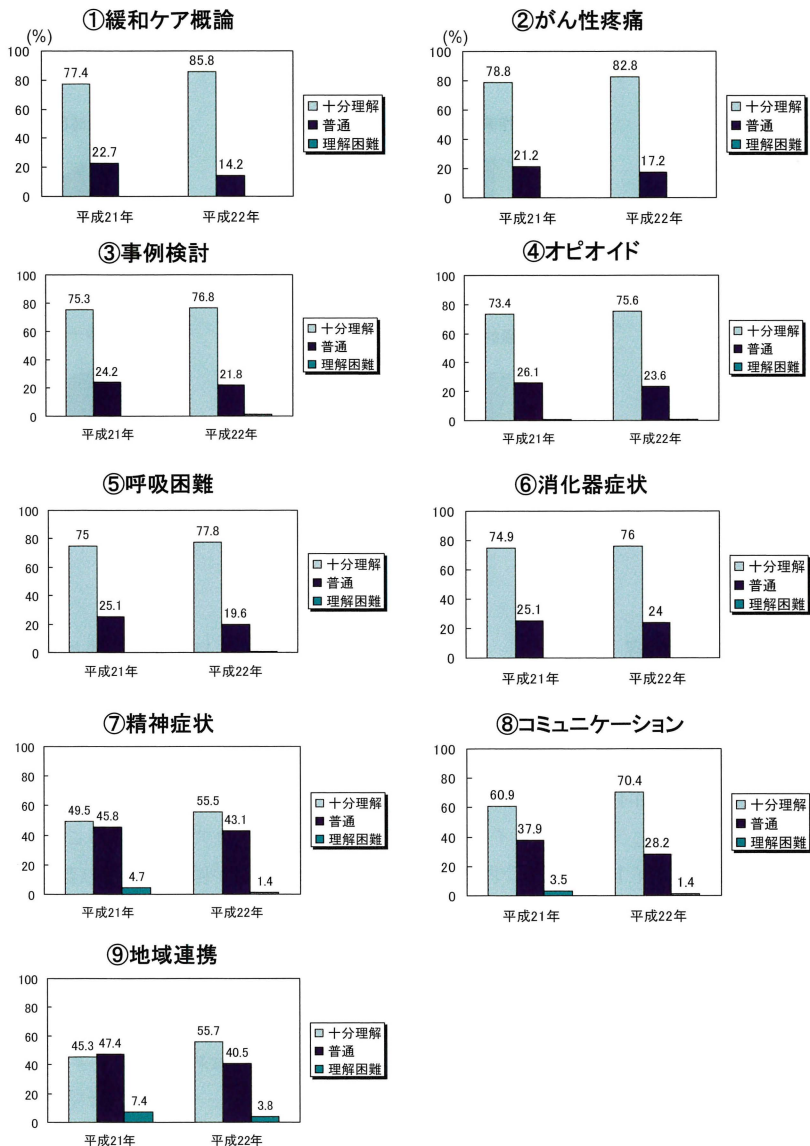 ①緩和ケア概論
(%)
100
80
60
40
20
0
77.4
22.7
85.8
14.2
平成21年
平成22年
十分理解
普通
理解困難
②がん性疼痛
(%)
100
80
60
40
20
0
78.8
21.2
82.8
17.2
平成21年
平成22年
十分理解
普通
理解困難
③事例検討
100
80
60
40
20
0
75.3
24.2
76.8
21.8
平成21年
平成22年
十分理解
普通
理解困難
④オピオイド
100
80
60
40
20
0
73.4
26.1
75.6
23.6
平成21年
平成22年
十分理解
普通
理解困難
⑤呼吸困難
100
80
60
40
20
0
75
25.1
77.8
19.6
平成21年
平成22年
十分理解
普通
理解困難
⑥消化器症状
100
80
60
40
20
0
74.9
25.1
76
24
平成21年
平成22年
十分理解
普通
理解困難
⑦精神症状
100
80
60
40
20
0
49.5
45.8
4.7
55.5
43.1
1.4
平成21年
平成22年
十分理解
普通
理解困難
⑧コミュニケーション
100
80
60
40
20
0
60.9
37.9
3.5
70.4
28.2
1.4
平成21年
平成22年
十分理解
普通
理解困難
⑨地域連携
100
80
60
40
20
0
45.3
47.4
7.4
55.7
40.5
3.8
平成21年
平成22年
十分理解
普通
理解困難